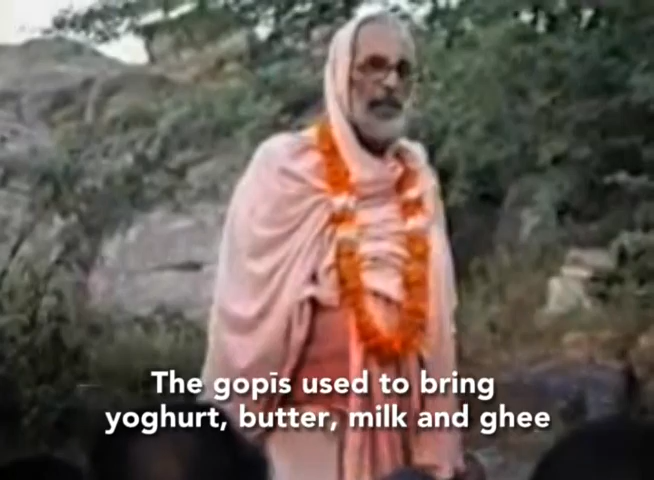 The gopīs used to bring
yoghurt, butter, milk and ghee